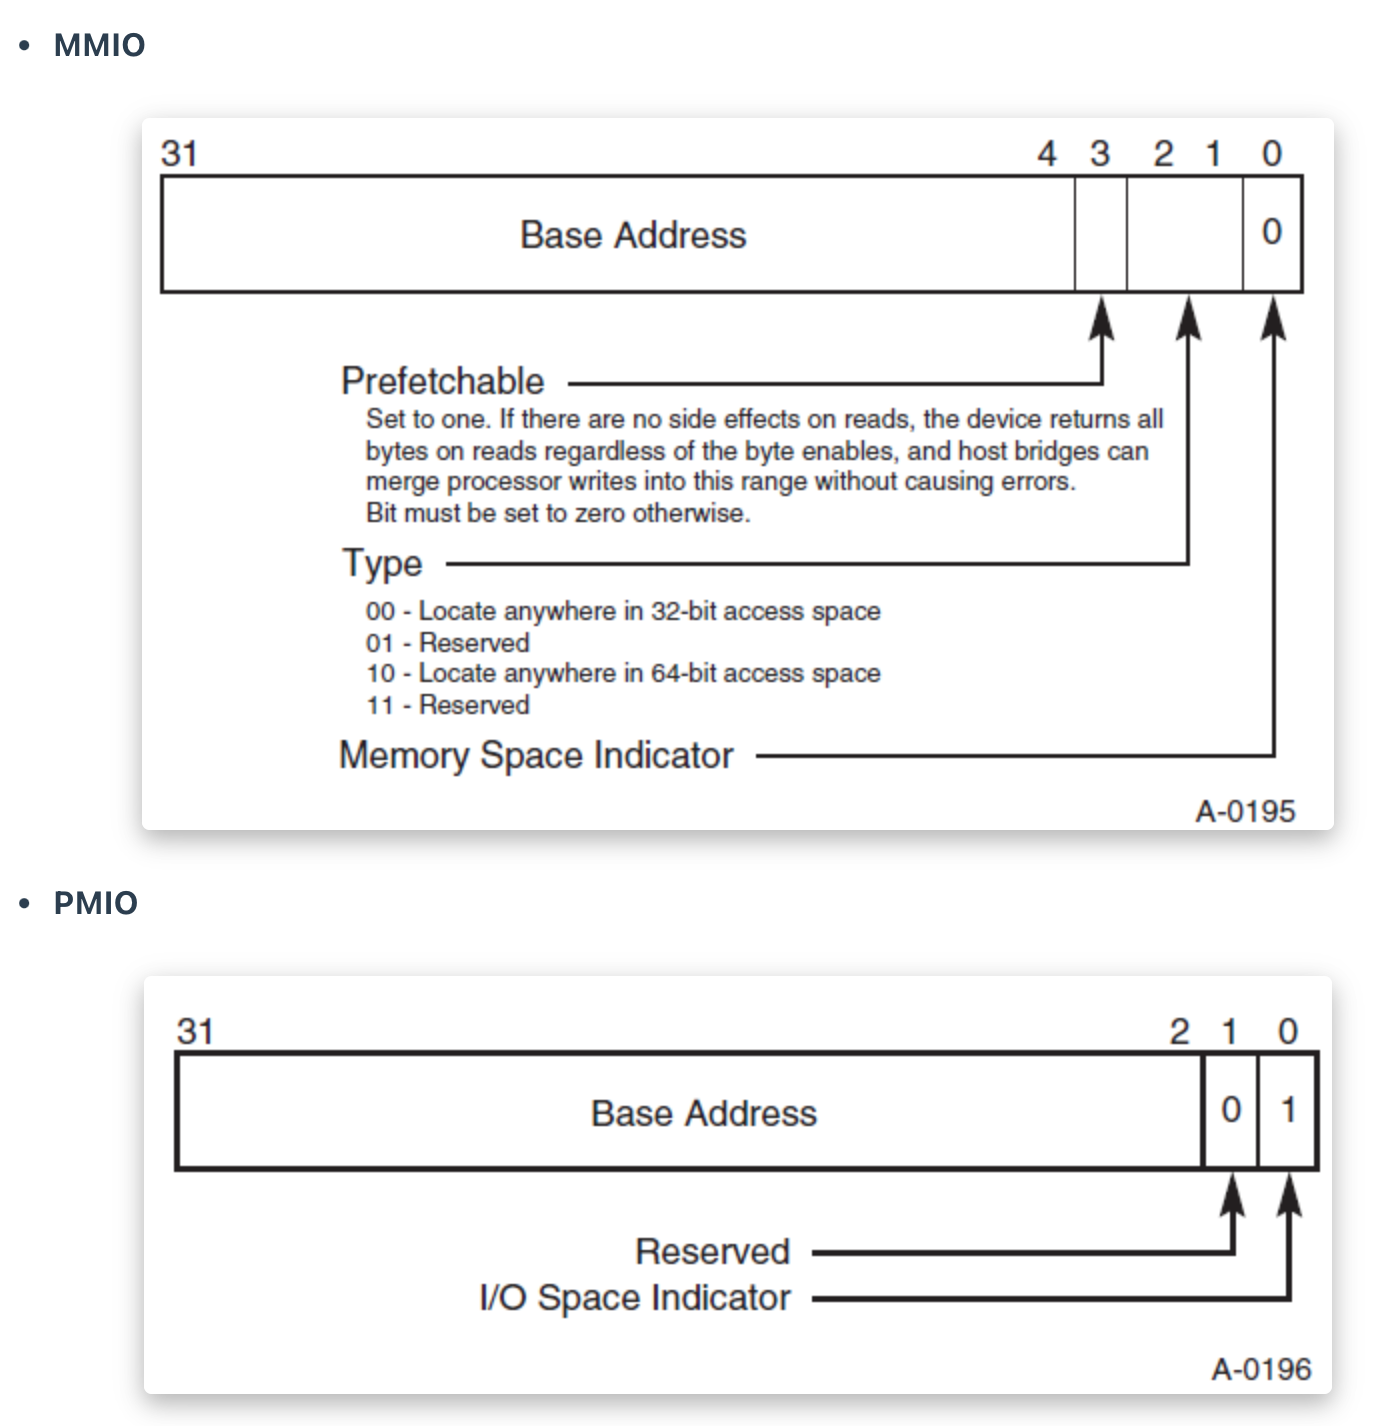 • MMIO
31 4 3 2 1 0
Base Address 0
Prefetchable
Set to one. If there are no side effects on reads, the device returns all
bytes on reads regardless of the byte enables, and host bridges can
merge processor writes into this range without causing errors.
Bit must be set to zero otherwise.
Type
00 - Locate anywhere in 32-bit access space
01 - Reserved
10 - Locate anywhere in 64-bit access space
11 - Reserved
Memory Space Indicator
A-0195
• PMIO
31 2 1 0
Base Address 0 1
Reserved
I/O Space Indicator
A-0196